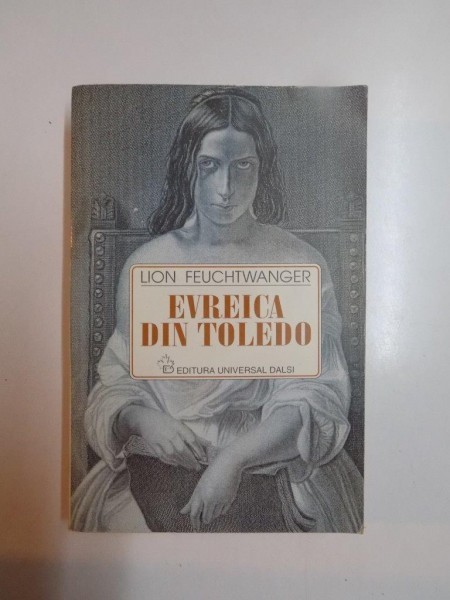 LION FEUCHTWANGER
EVREICA
DIN TOLEDO
EDITURA UNIVERSAL DALSI